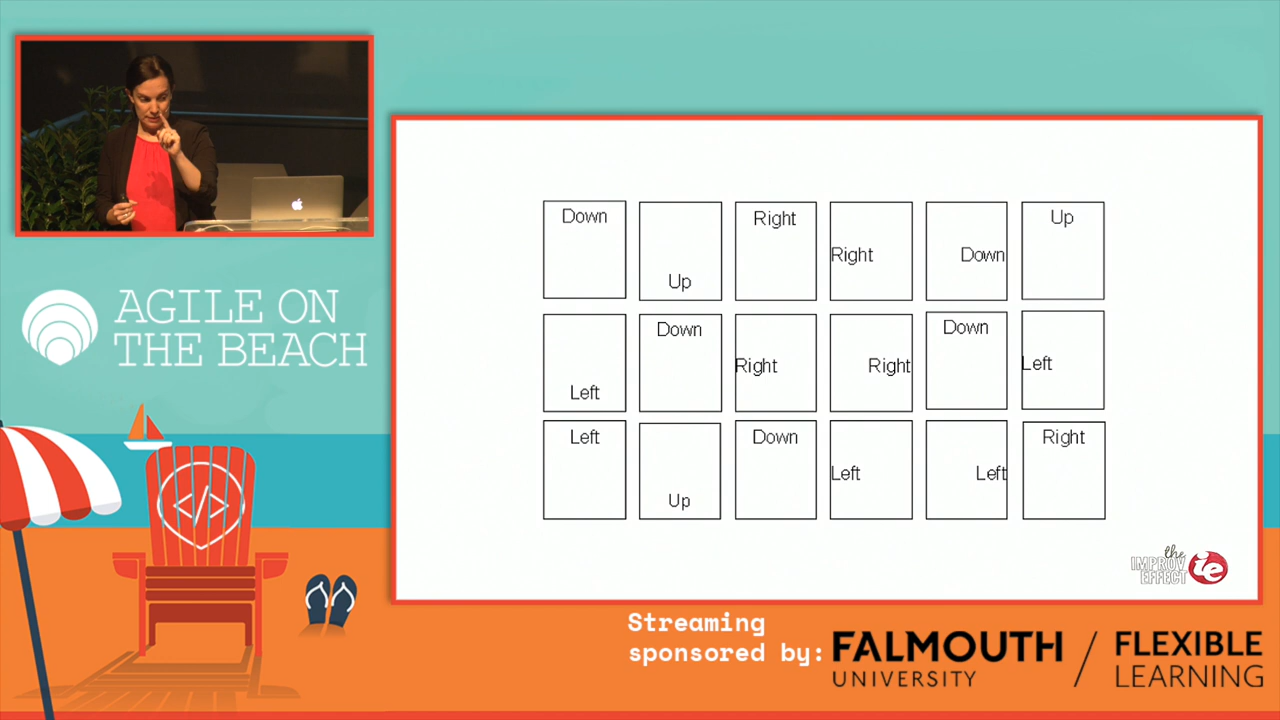 AGILE ON
THE BEACH
</>
Down
Up
Right
Right
Down
Up
Left
Down
Right
Right
Down
Left
Left
Up
Down
Left
Left
Right
the
IMPROV
EFFECT
ie
Streaming
sponsored by:
FALMOUTH
UNIVERSITY
/
FLEXIBLE
LEARNING